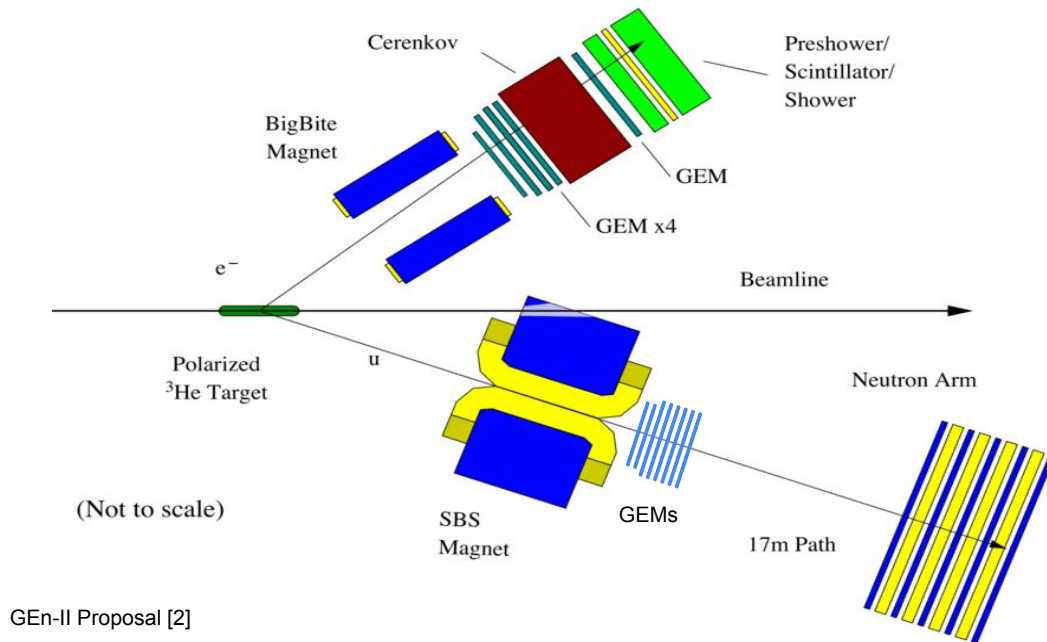 Cerenkov
Preshower/
Scintillator/
Shower
BigBite
Magnet
GEM
GEM x4
e⁻
Beamline
u
Polarized
³He Target
Neutron Arm
(Not to scale)
SBS
Magnet
GEMs
17m Path
GEn-II Proposal [2]